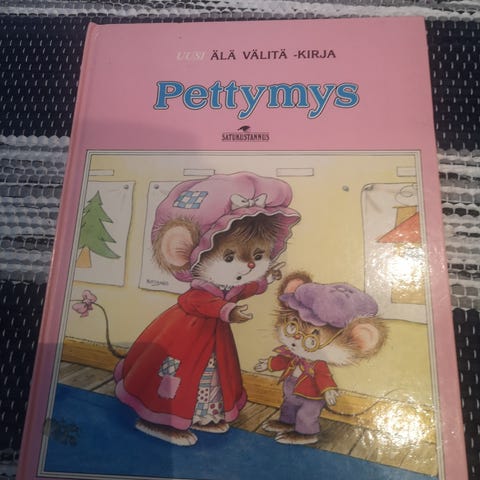 UUSI ÄLÄ VÄLITÄ -KIRJA
Pettymys
SATUKUSTANNUS